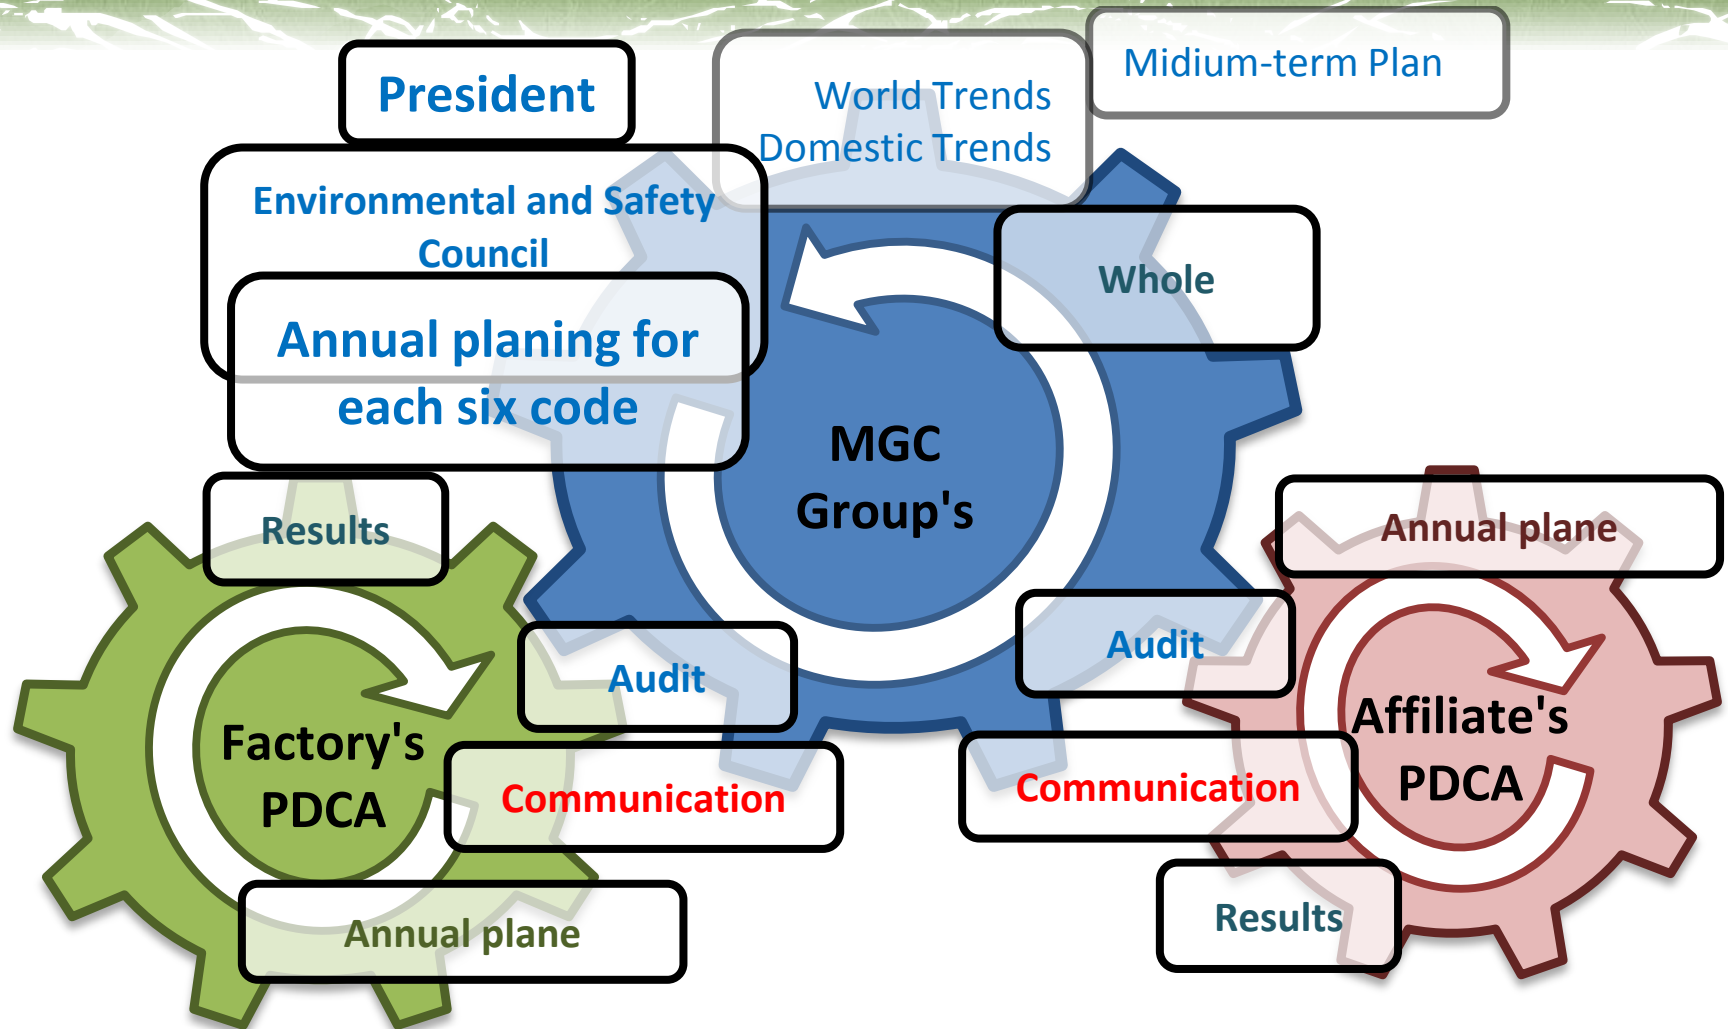 President
World Trends
Domestic Trends
Midium-term Plan
Environmental and Safety
Council
Whole
Annual planing for
each six code
MGC
Group's
Results
Annual plane
Audit
Audit
Factory's
PDCA
Affiliate's
PDCA
Communication
Communication
Annual plane
Results